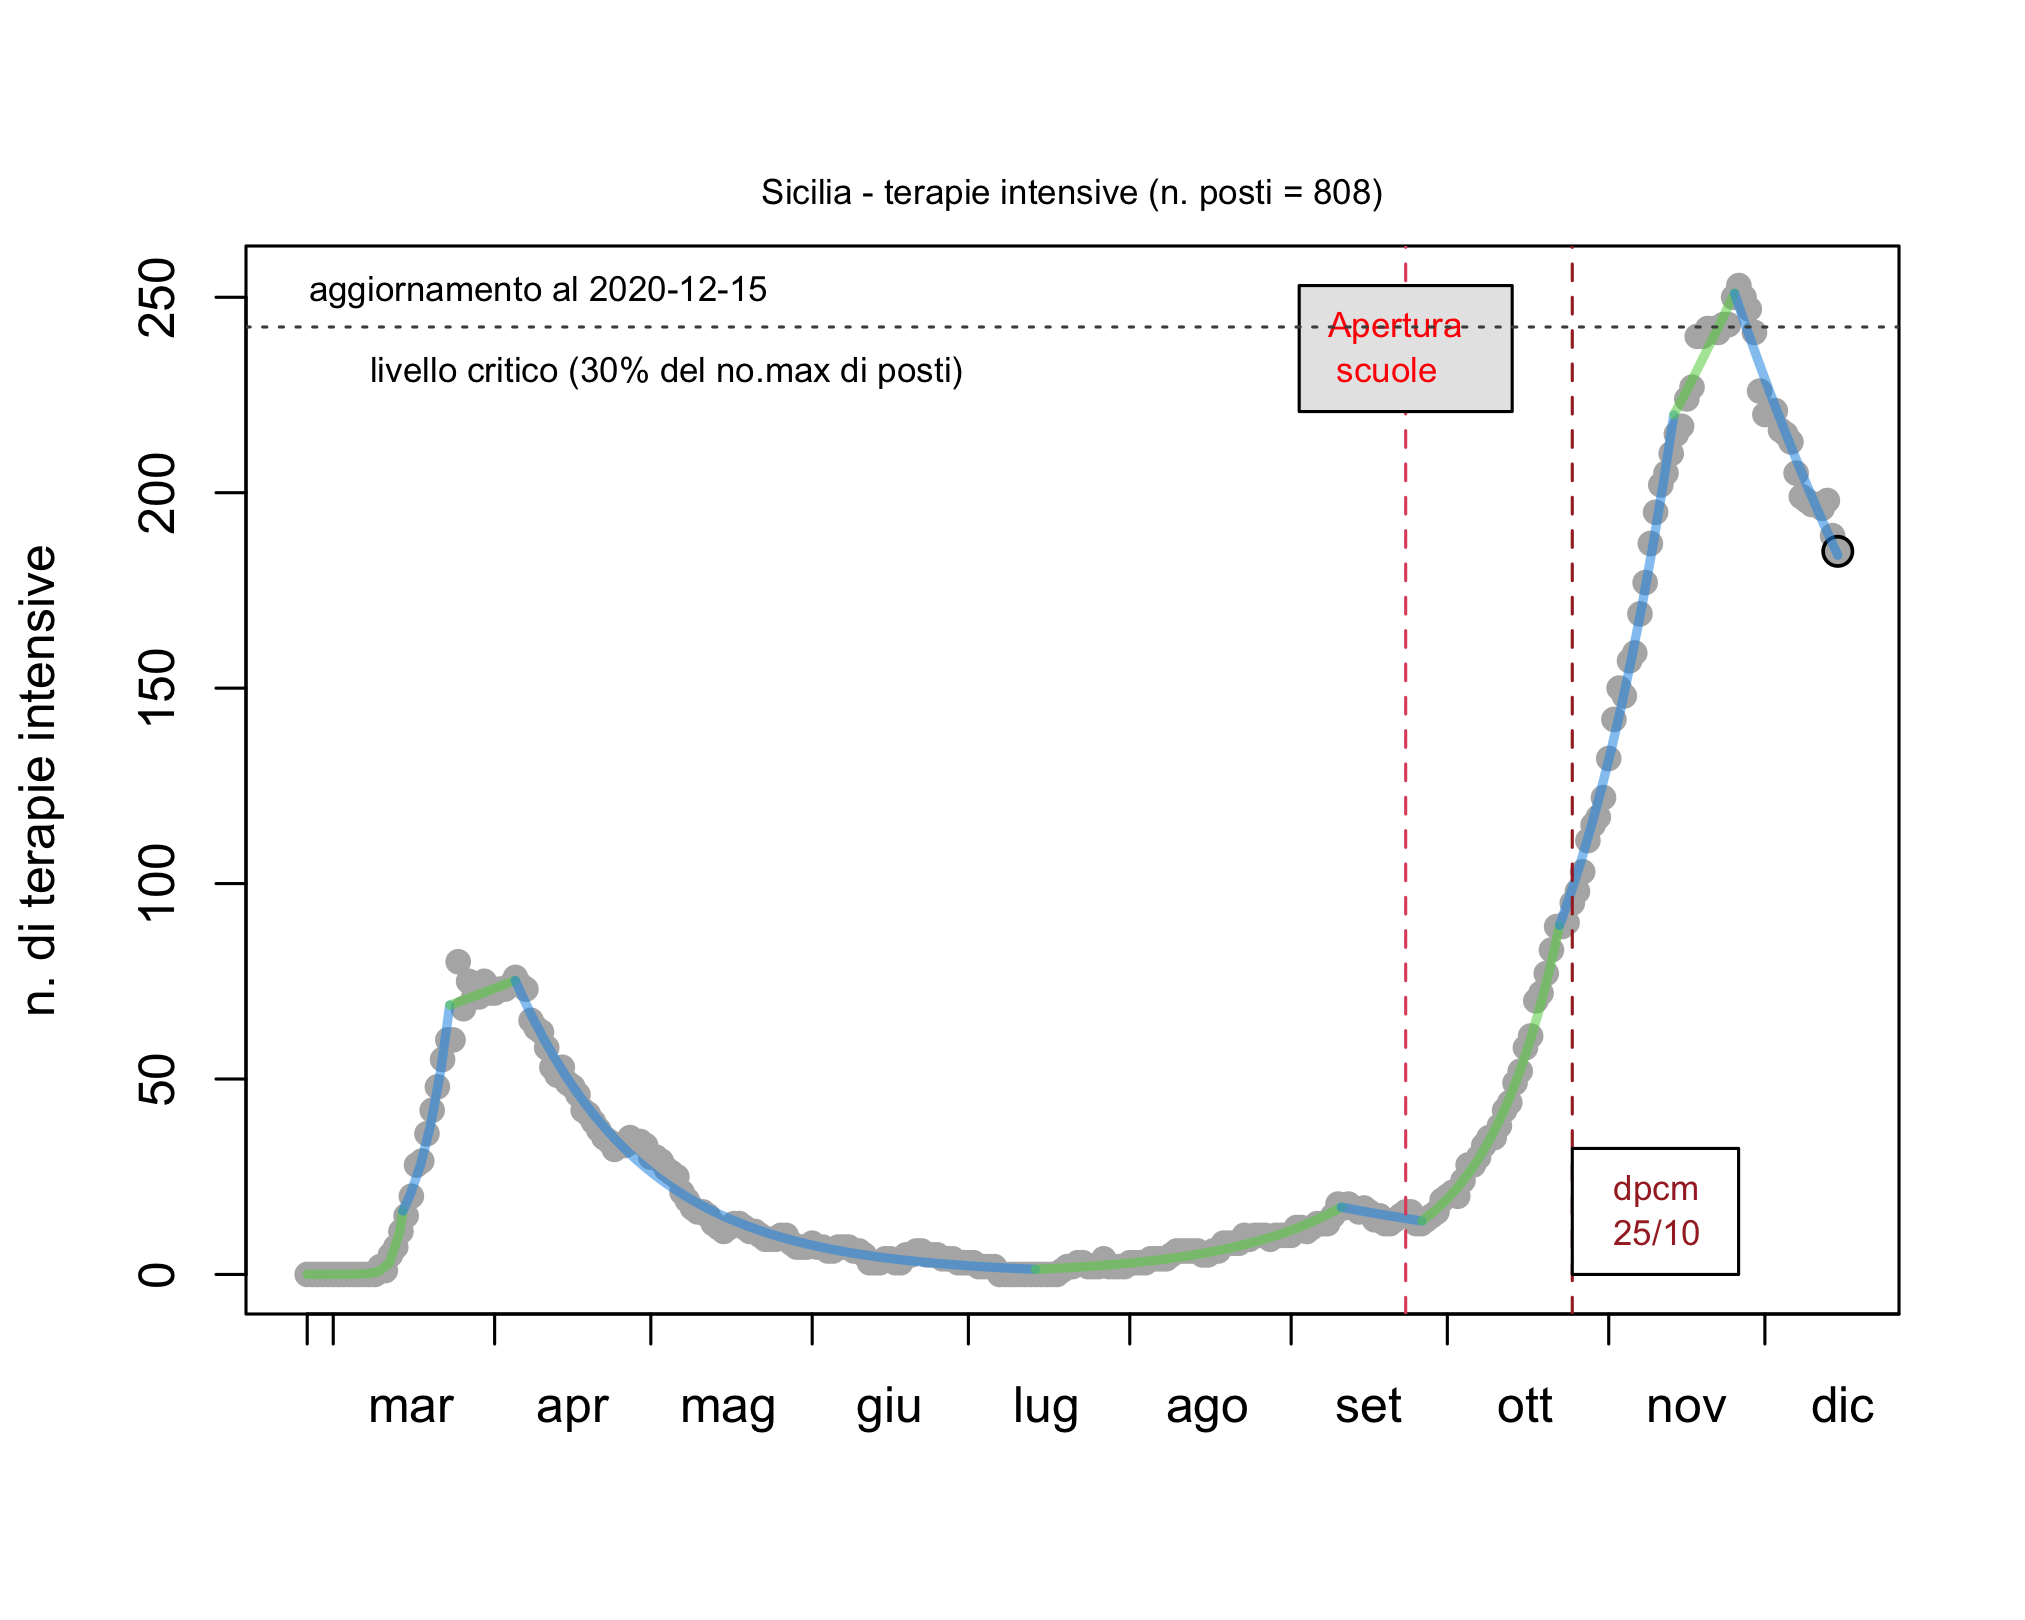 Sicilia - terapie intensive (n. posti = 808)
aggiornamento al 2020-12-15
livello critico (30% del no.max di posti)
Apertura
scuole
dpcm
25/10
n. di terapie intensive
250
200
150
100
50
0
mar apr mag giu lug ago set ott nov dic